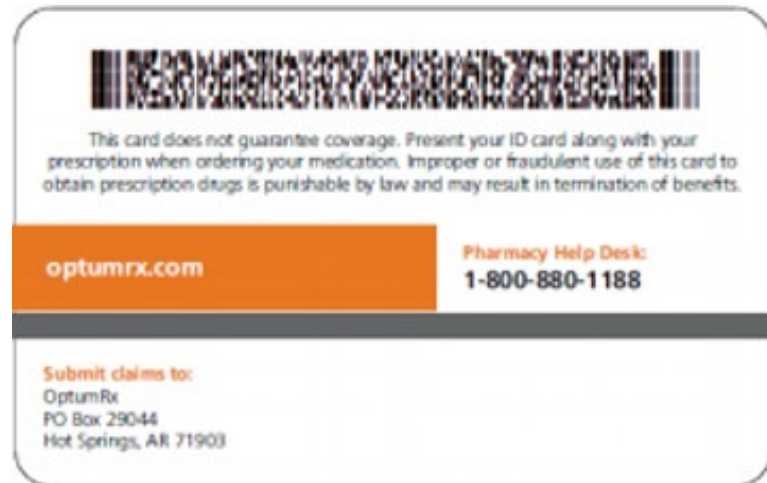 This card does not guarantee coverage. Present your ID card along with your
prescription when ordering your medication. Improper or fraudulent use of this card to
obtain prescription drugs is punishable by law and may result in termination of benefits.
optumrx.com
Pharmacy Help Desk:
1-800-880-1188
Submit claims to:
OptumRx
PO Box 29044
Hot Springs, AR 71903